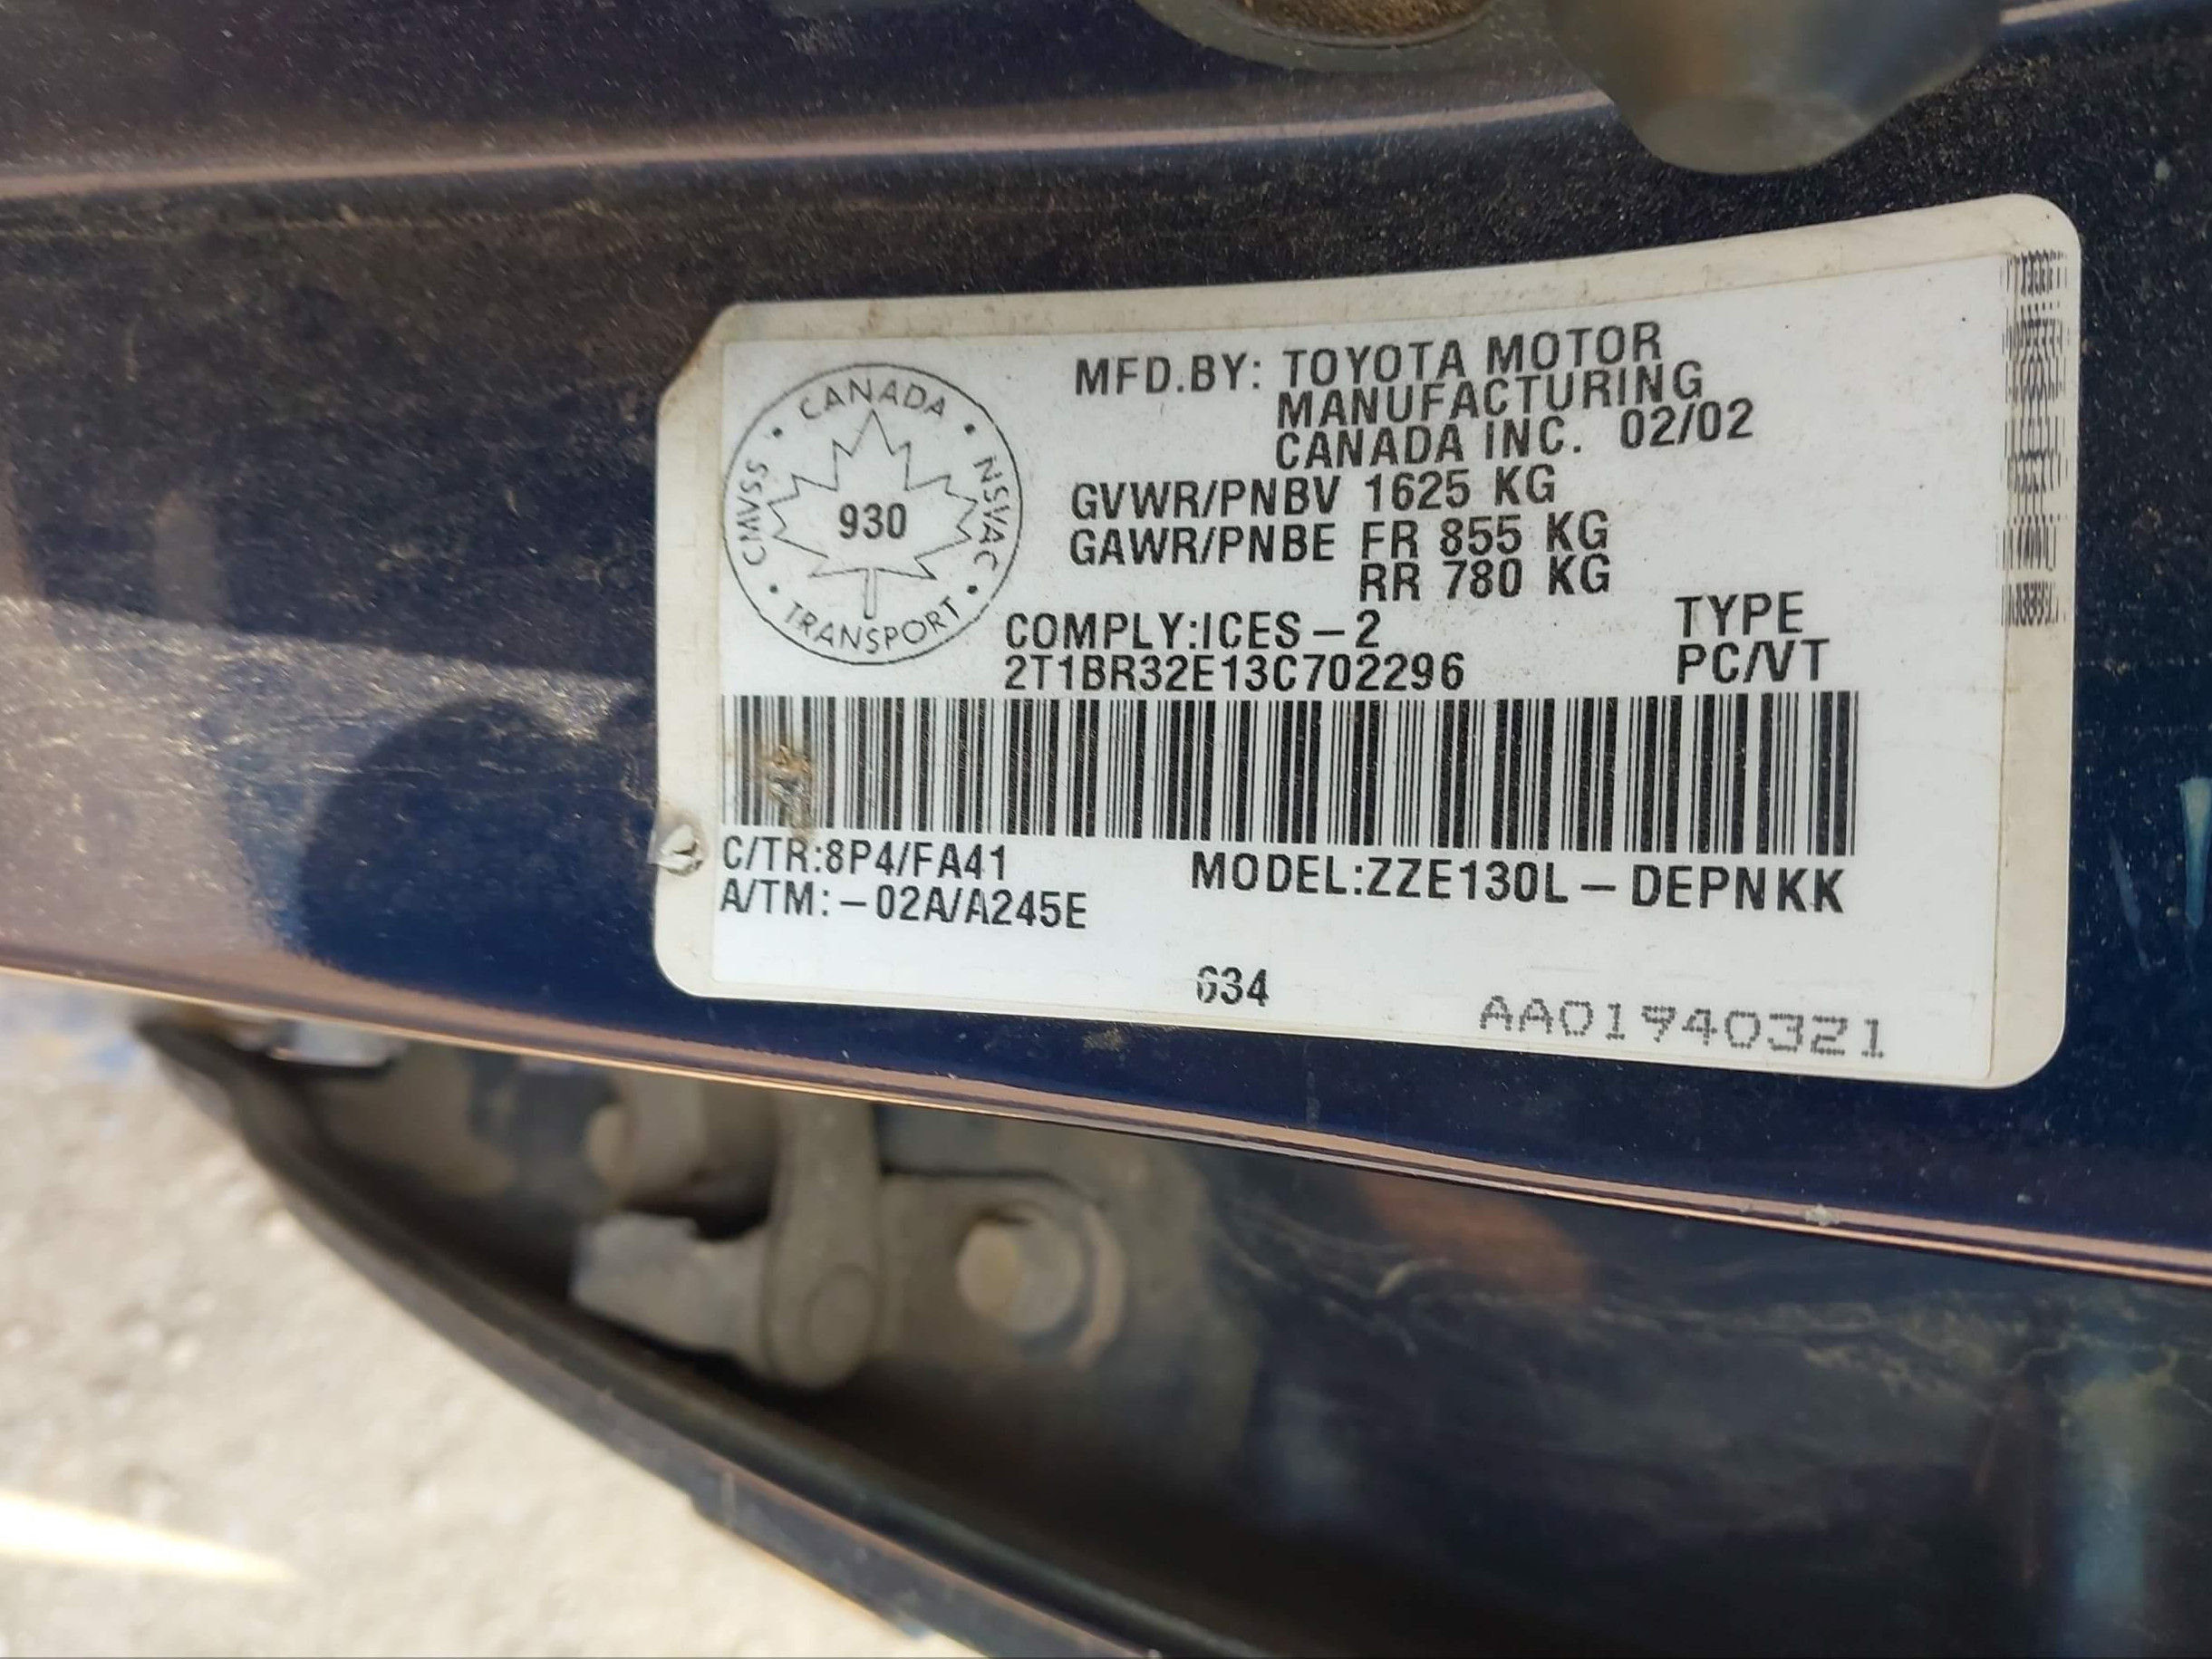 CANADA
CMVSS
NSVAC
930
TRANSPORT
MFD.BY: TOYOTA MOTOR
MANUFACTURING
CANADA INC. 02/02
GVWR/PNBV 1625 KG
GAWR/PNBE FR 855 KG
RR 780 KG
COMPLY:ICES-2
TYPE
2T1BR32E13C702296
PC/VT
C/TR:8P4/FA41
MODEL:ZZE130L-DEPNKK
A/TM:-02A/A245E
634
AA01940321